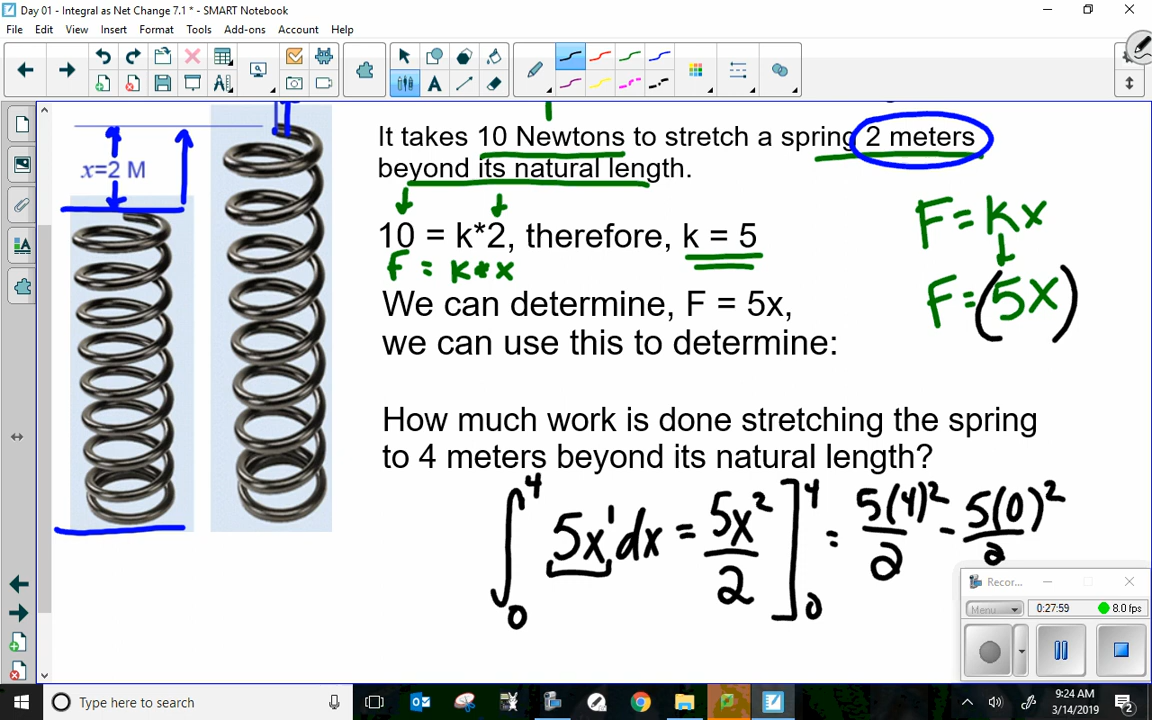 Day 01 - Integral as Net Change 7.1 * - SMART Notebook
File Edit View Insert Format Tools Add-ons Account Help
It takes 10 Newtons to stretch a spring 2 meters
beyond its natural length.
x=2 M
10 = k*2, therefore, k = 5
F = k * x
F = kx
F = (5x)
We can determine, F = 5x,
we can use this to determine:
How much work is done stretching the spring
to 4 meters beyond its natural length?
∫₀⁴ 5x¹ dx = 5x²/2 ]₀⁴ = 5(4)²/2 - 5(0)²/2
Recor...
Menu 0:27:59 8.0 fps
Type here to search
9:24 AM
3/14/2019
2